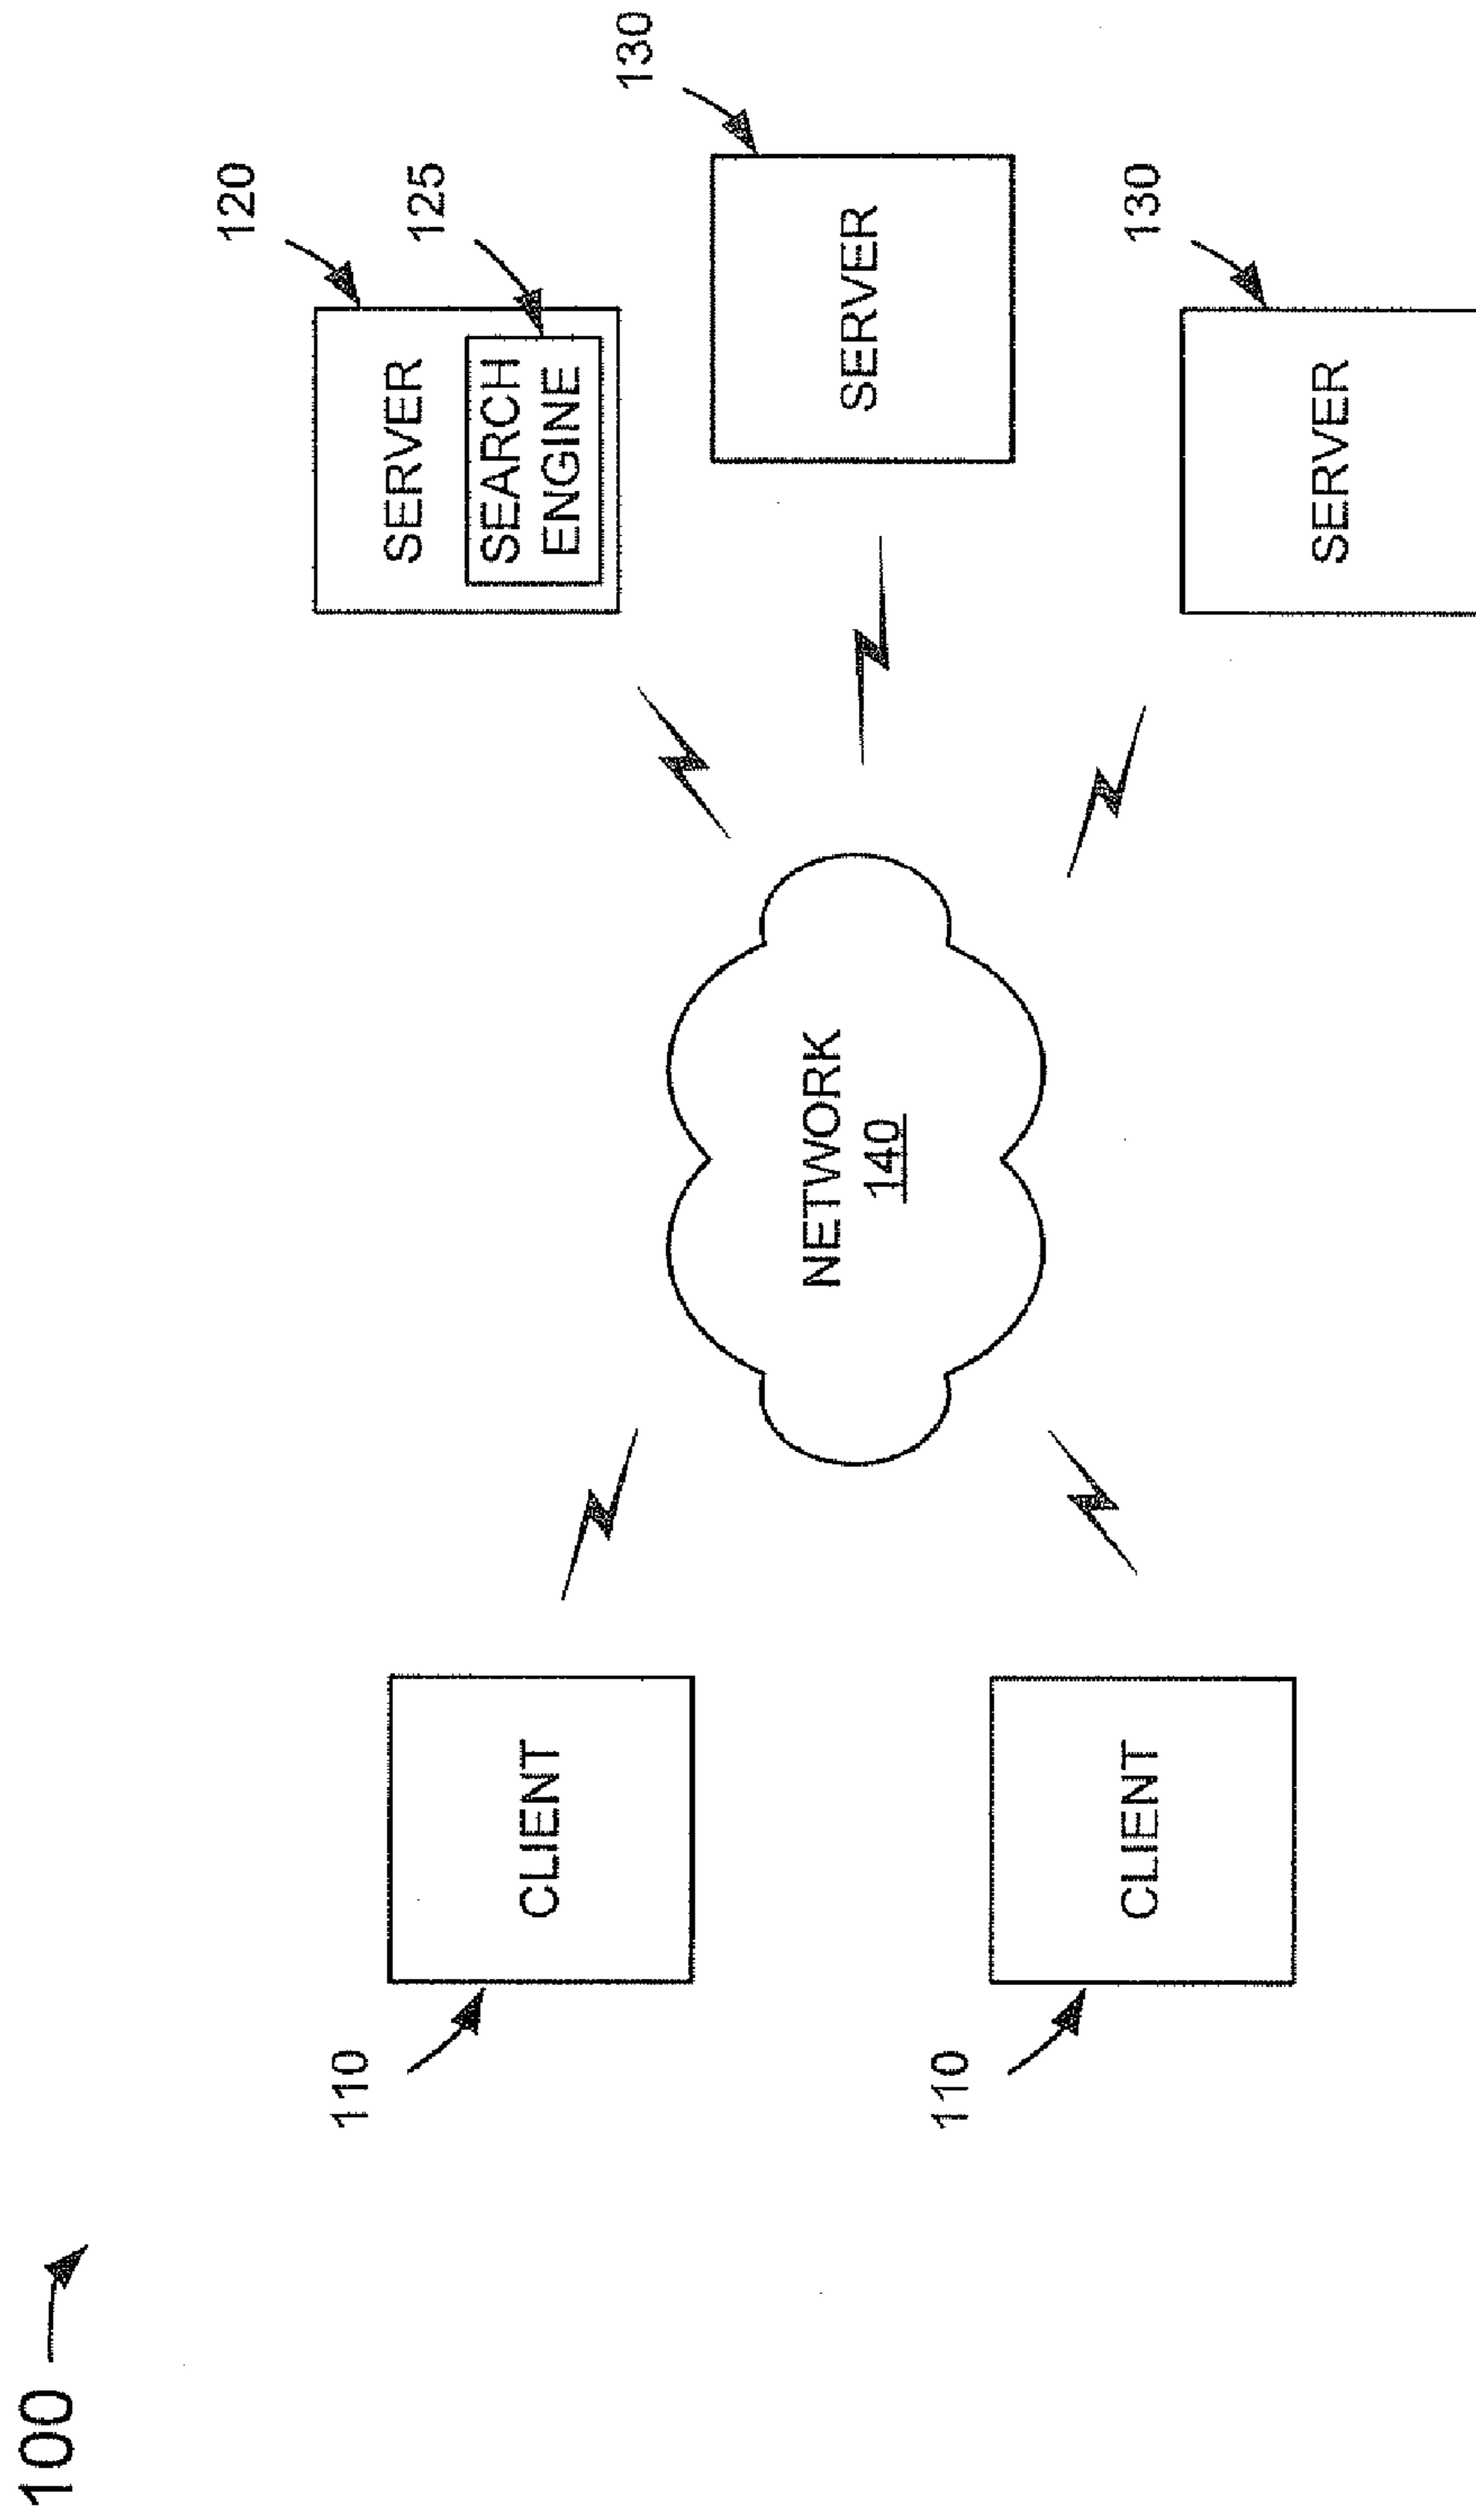 100
110
CLIENT
110
CLIENT
NETWORK
140
120
SERVER
125
SEARCH
ENGINE
130
SERVER
130
SERVER